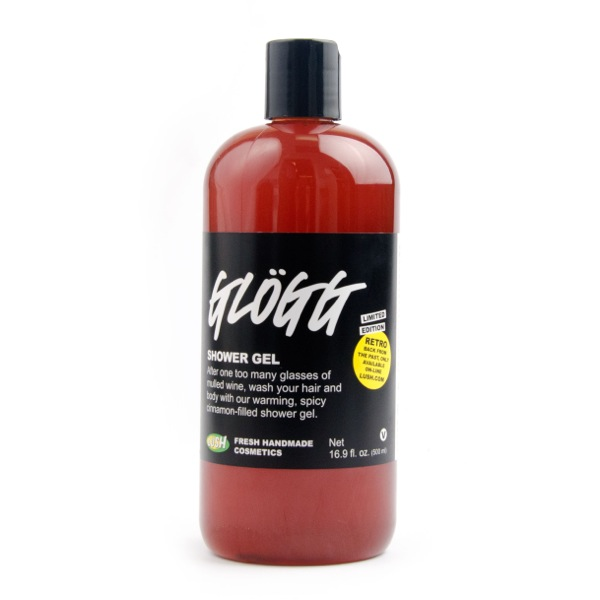 GLÖGG
LIMITED
EDITION
RETRO
BACK FROM
THE PAST, ONLY
AVAILABLE
ON-LINE
LUSH.COM
SHOWER GEL
After one too many glasses of
mulled wine, wash your hair and
body with our warming, spicy
cinnamon-filled shower gel.
LUSH
FRESH HANDMADE
COSMETICS
Net
16.9 fl. oz. (500 ml)
V